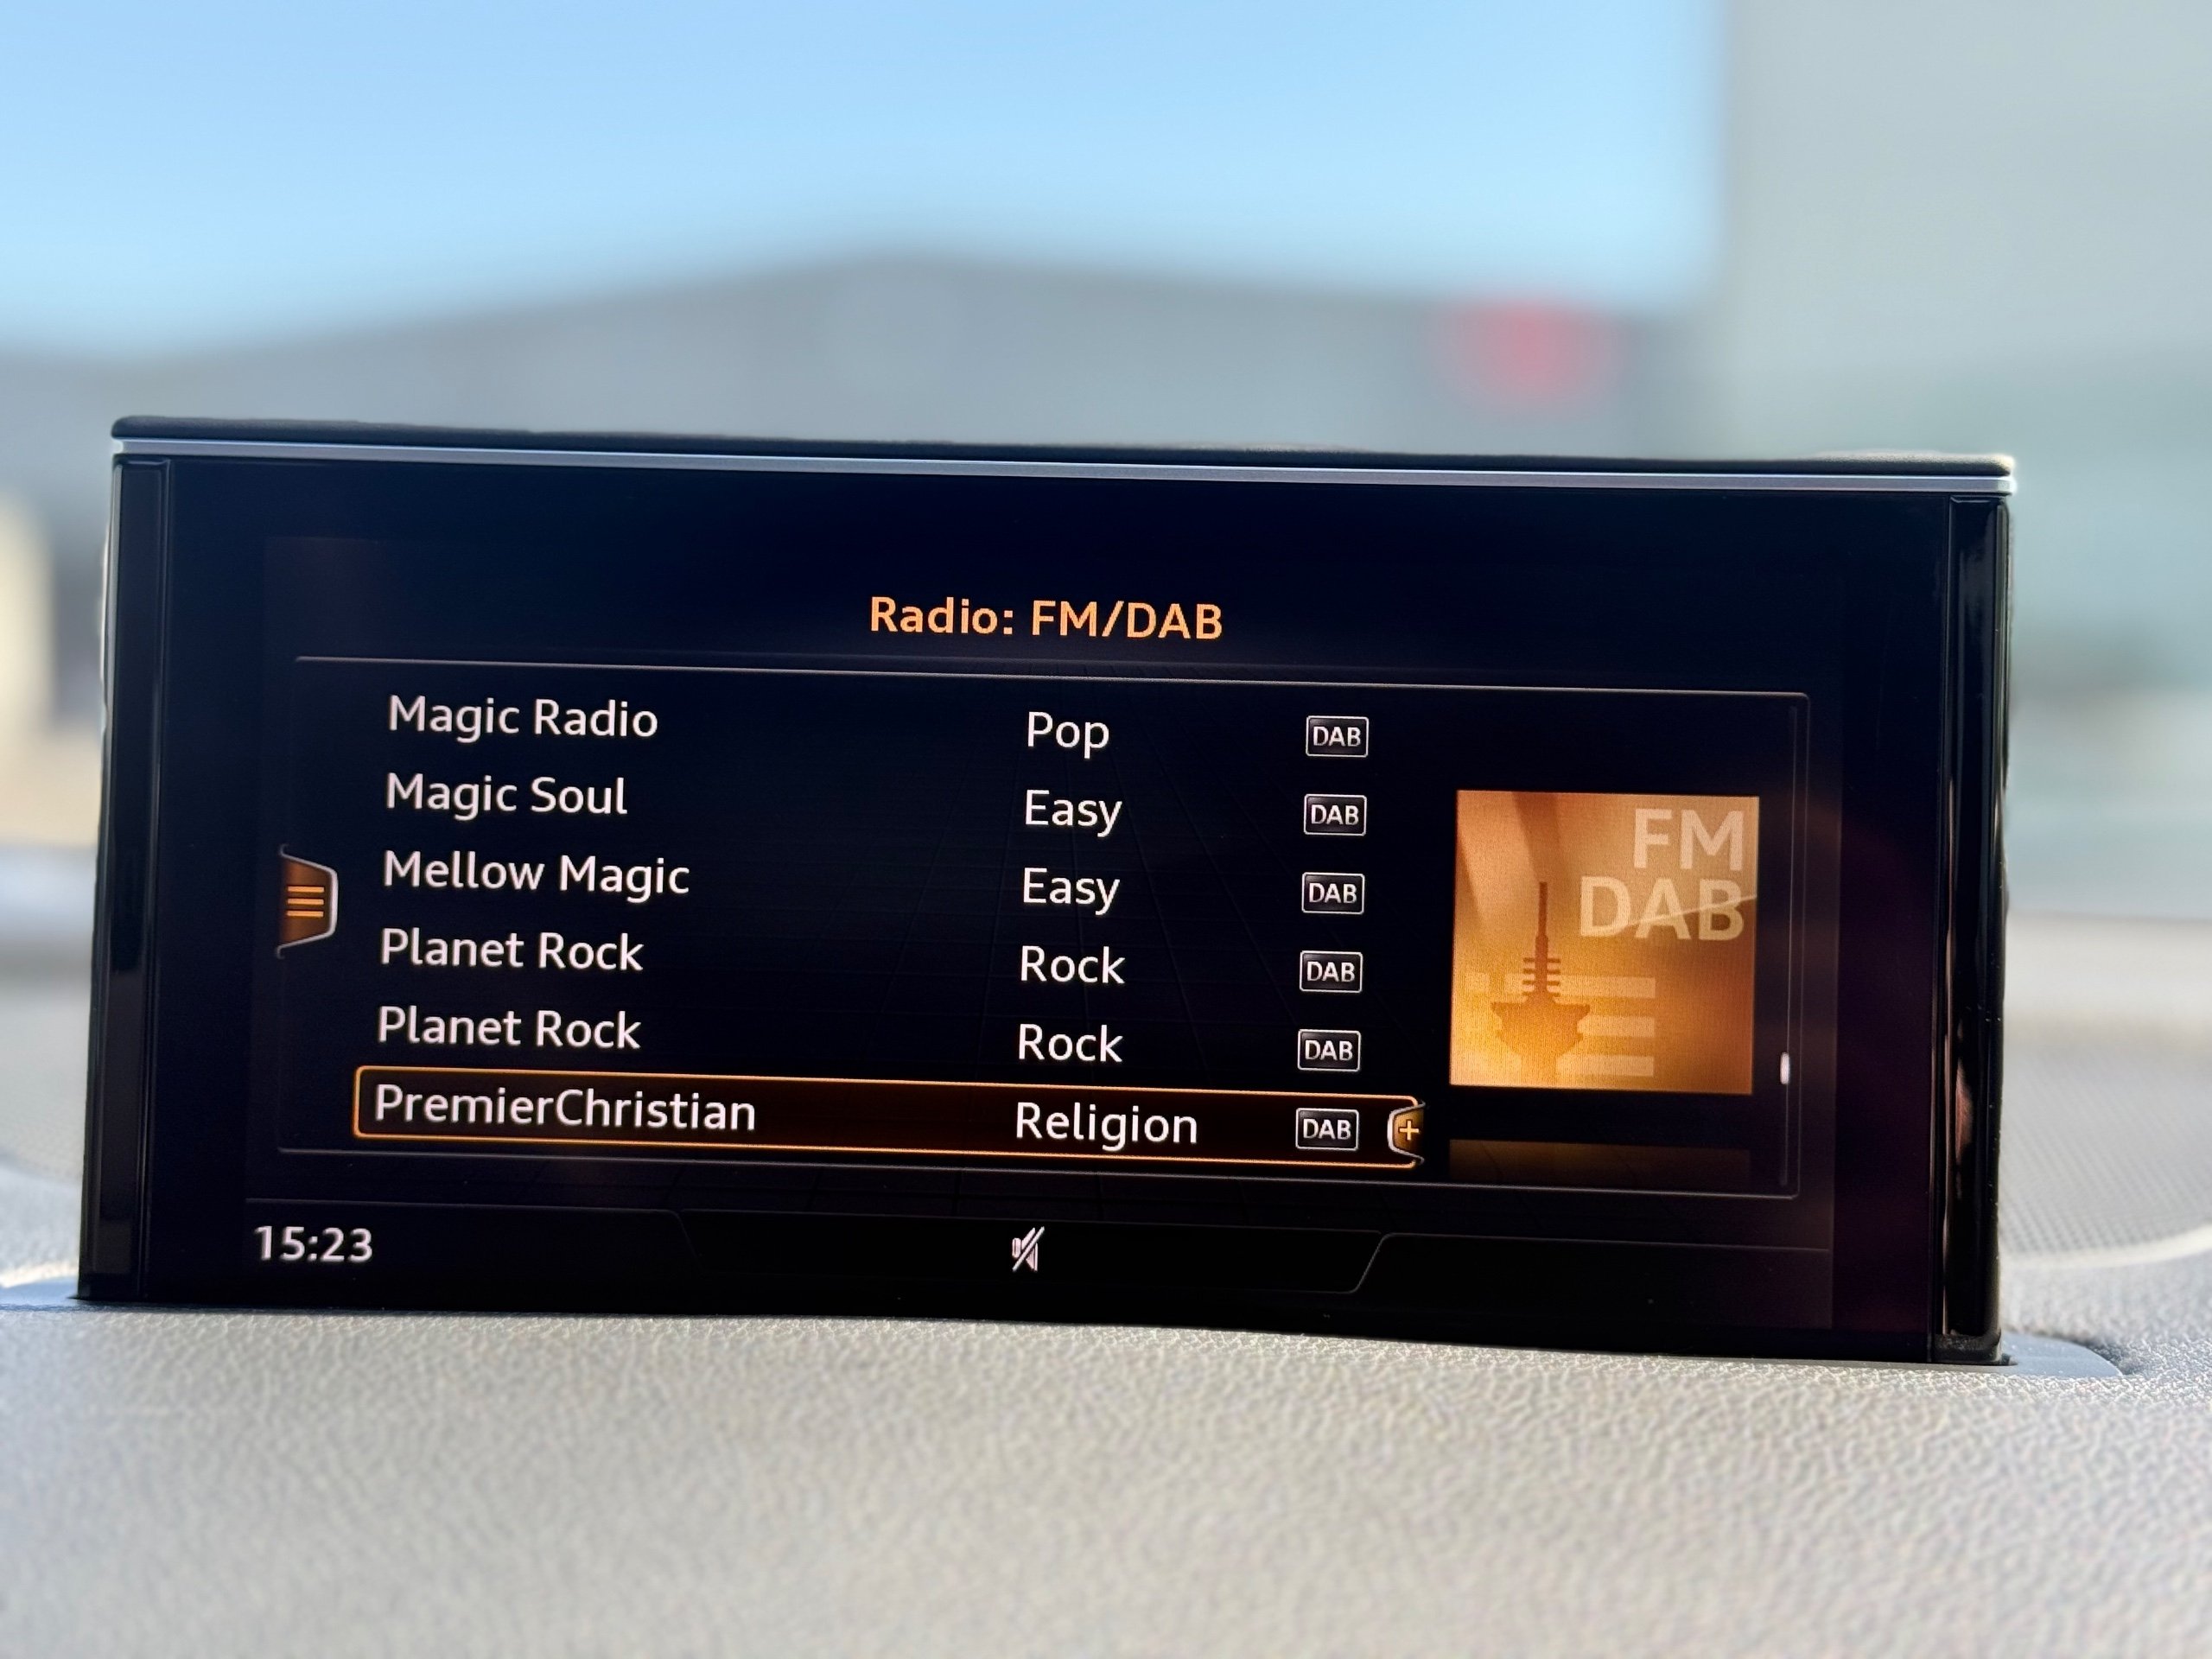 Radio: FM/DAB
Magic Radio Pop DAB
Magic Soul Easy DAB
Mellow Magic Easy DAB
Planet Rock Rock DAB
Planet Rock Rock DAB
PremierChristian Religion DAB +
FM
DAB
15:23